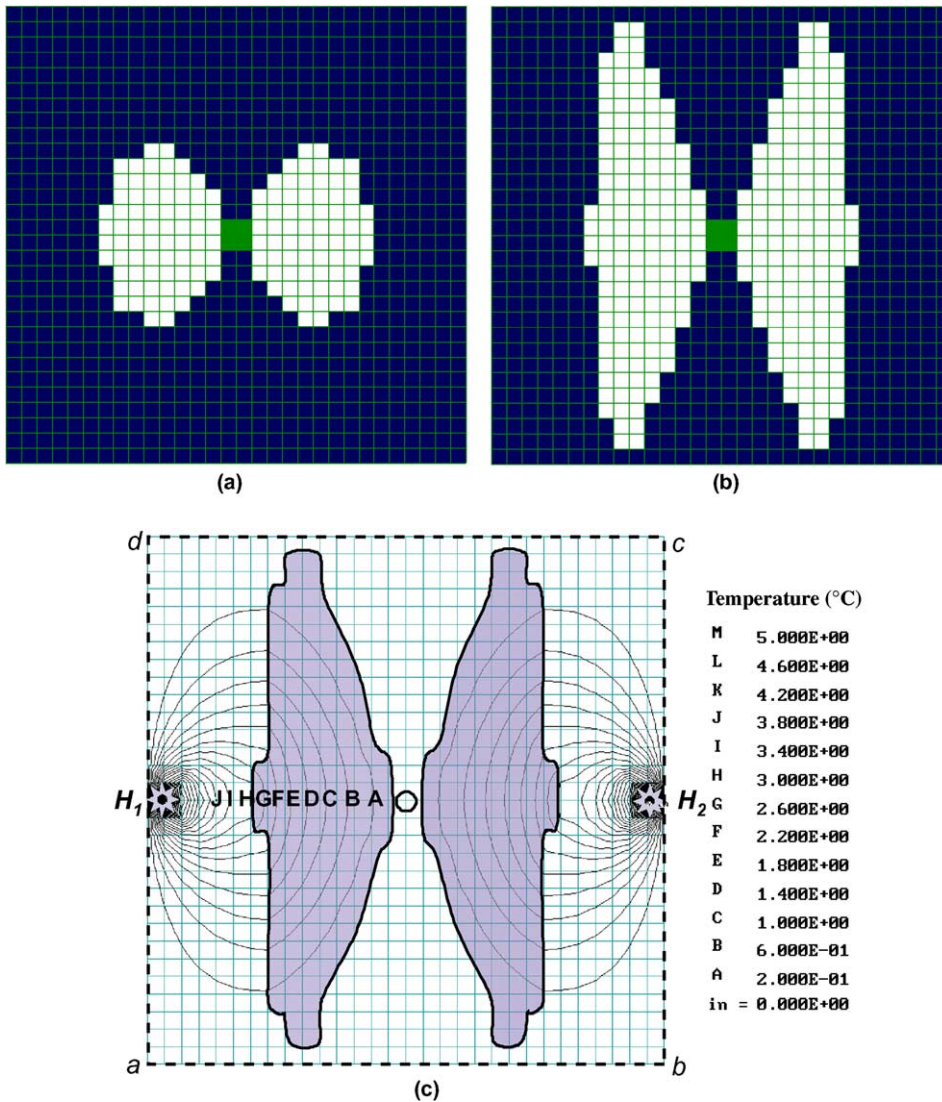 (a)
(b)
d
c
Temperature (°C)
M 5.000E+00
L 4.600E+00
K 4.200E+00
J 3.800E+00
I 3.400E+00
H 3.000E+00
G 2.600E+00
F 2.200E+00
E 1.800E+00
D 1.400E+00
C 1.000E+00
B 6.000E-01
A 2.000E-01
in = 0.000E+00
H1
JIHGFEDCBA
H2
a
b
(c)